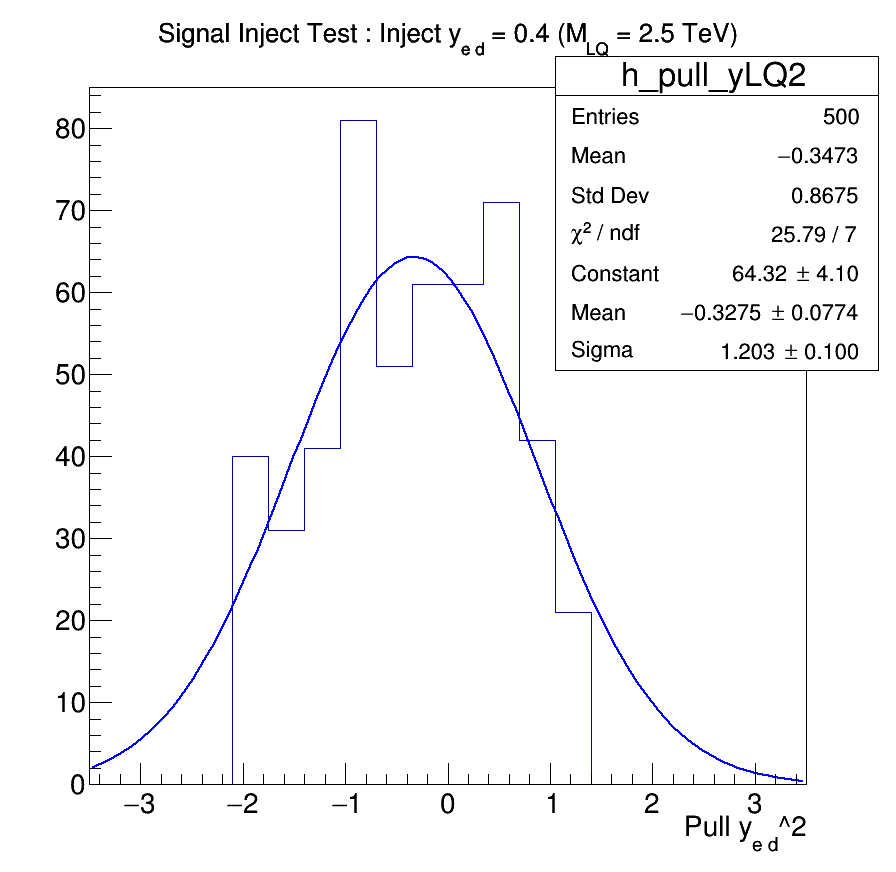 Signal Inject Test : Inject y_{e d} = 0.4 (M_{LQ} = 2.5 TeV)
h_pull_yLQ2
Entries 500
Mean −0.3473
Std Dev 0.8675
χ² / ndf 25.79 / 7
Constant 64.32 ± 4.10
Mean −0.3275 ± 0.0774
Sigma 1.203 ± 0.100
80
70
60
50
40
30
20
10
0
−3 −2 −1 0 1 2 3
Pull y_{e d}^2